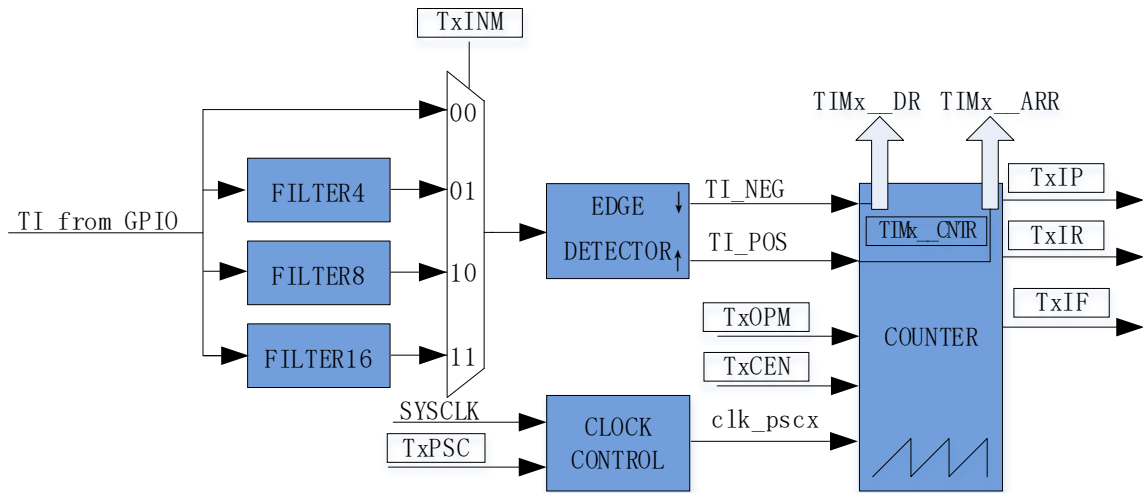 TxINM
TIMx__DR TIMx__ARR
00
FILTER4 01
TI from GPIO
FILTER8 10
FILTER16 11
EDGE ↓
DETECTOR ↑
TI_NEG
TI_POS
TIMx__CNTR
TxIP
TxIR
TxIF
TxOPM
TxCEN
COUNTER
SYSCLK
TxPSC
CLOCK
CONTROL
clk_pscx